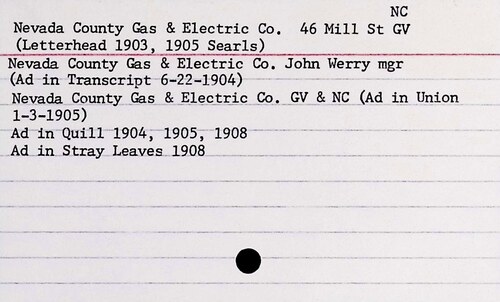 NC
Nevada County Gas & Electric Co.  46 Mill St GV
(Letterhead 1903, 1905 Searls)
Nevada County Gas & Electric Co. John Werry mgr
(Ad in Transcript 6-22-1904)
Nevada County Gas & Electric Co. GV & NC (Ad in Union
1-3-1905)
Ad in Quill 1904, 1905, 1908
Ad in Stray Leaves 1908